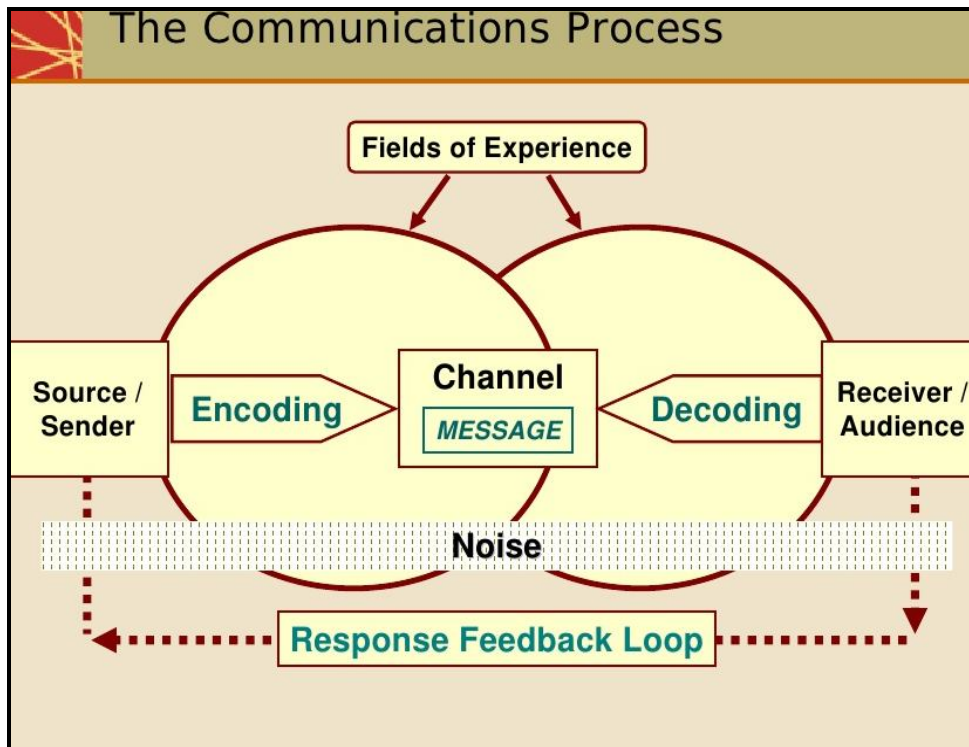 The Communications Process
Fields of Experience
Source /
Sender
Encoding
Channel
MESSAGE
Decoding
Receiver /
Audience
Noise
Response Feedback Loop